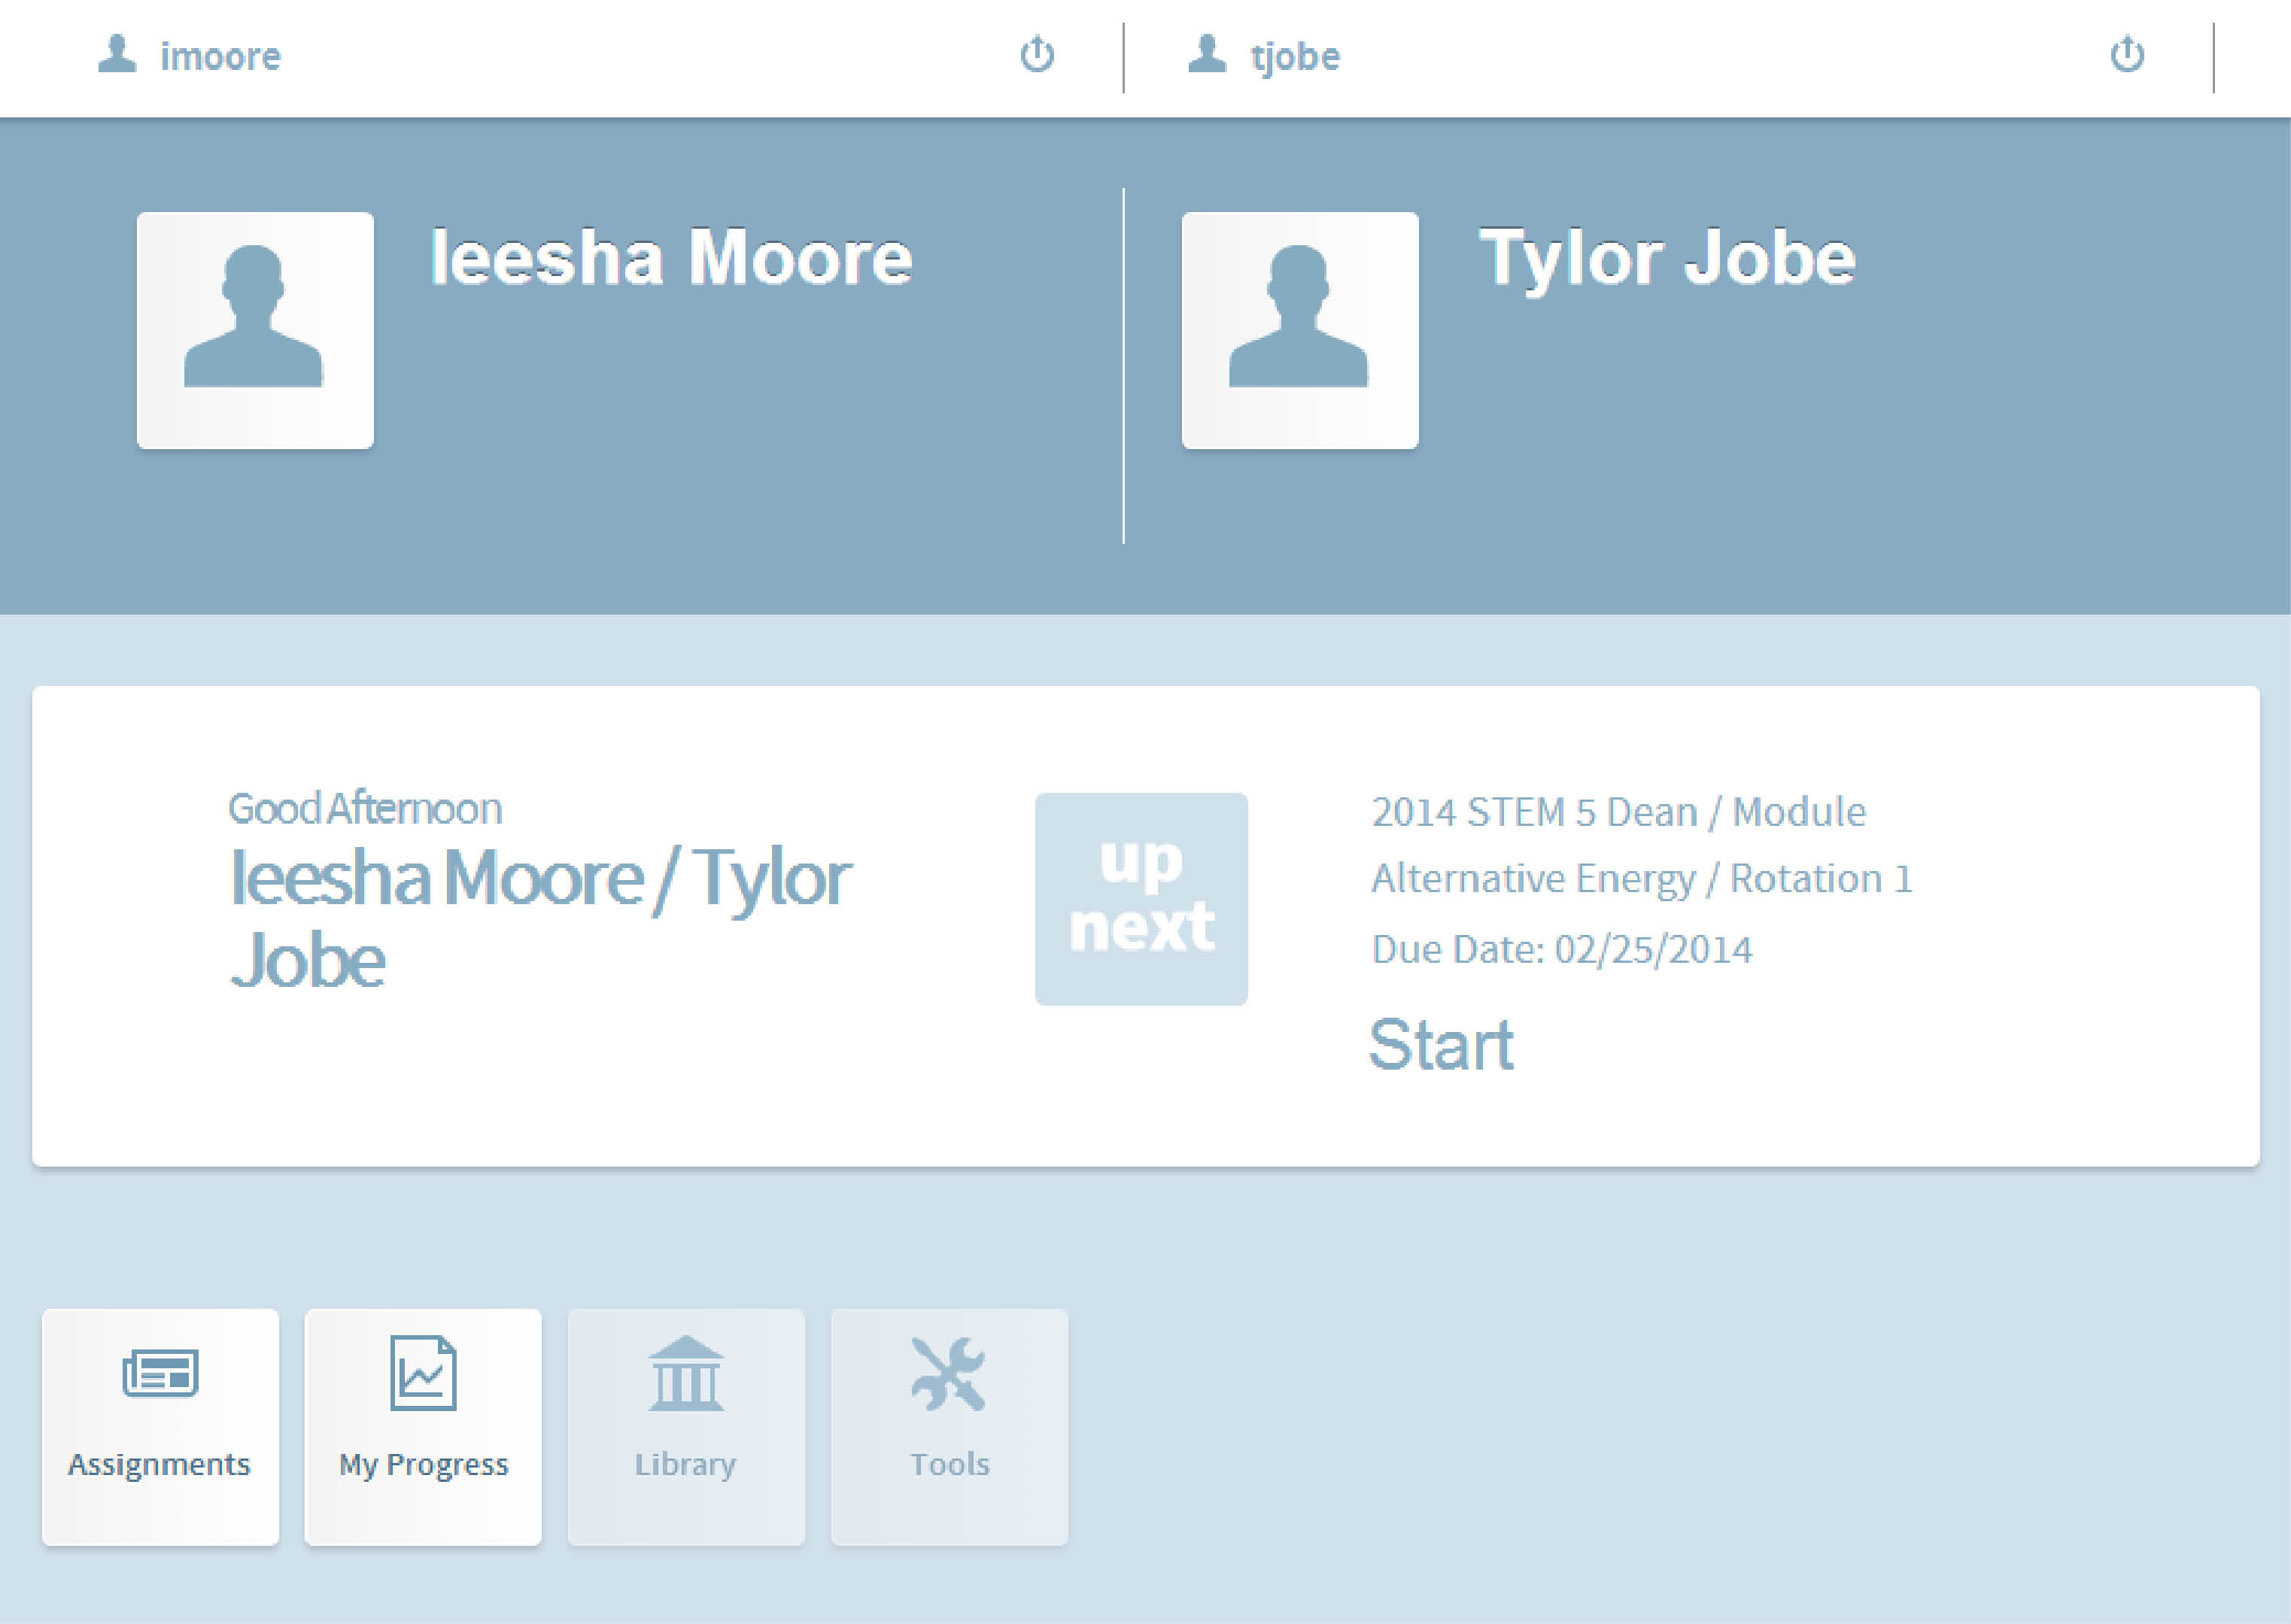 imoore
tjobe
Ieesha Moore
Tylor Jobe
Good Afternoon
Ieesha Moore / Tylor
Jobe
up
next
2014 STEM 5 Dean / Module
Alternative Energy / Rotation 1
Due Date: 02/25/2014
Start
Assignments
My Progress
Library
Tools